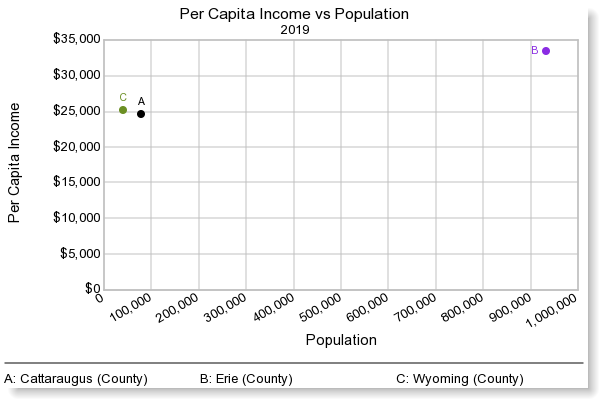 Per Capita Income vs Population
2019
$35,000
$30,000
$25,000
$20,000
$15,000
$10,000
$5,000
$0
Per Capita Income
C
A
B
0
100,000
200,000
300,000
400,000
500,000
600,000
700,000
800,000
900,000
1,000,000
Population
A: Cattaraugus (County) B: Erie (County) C: Wyoming (County)